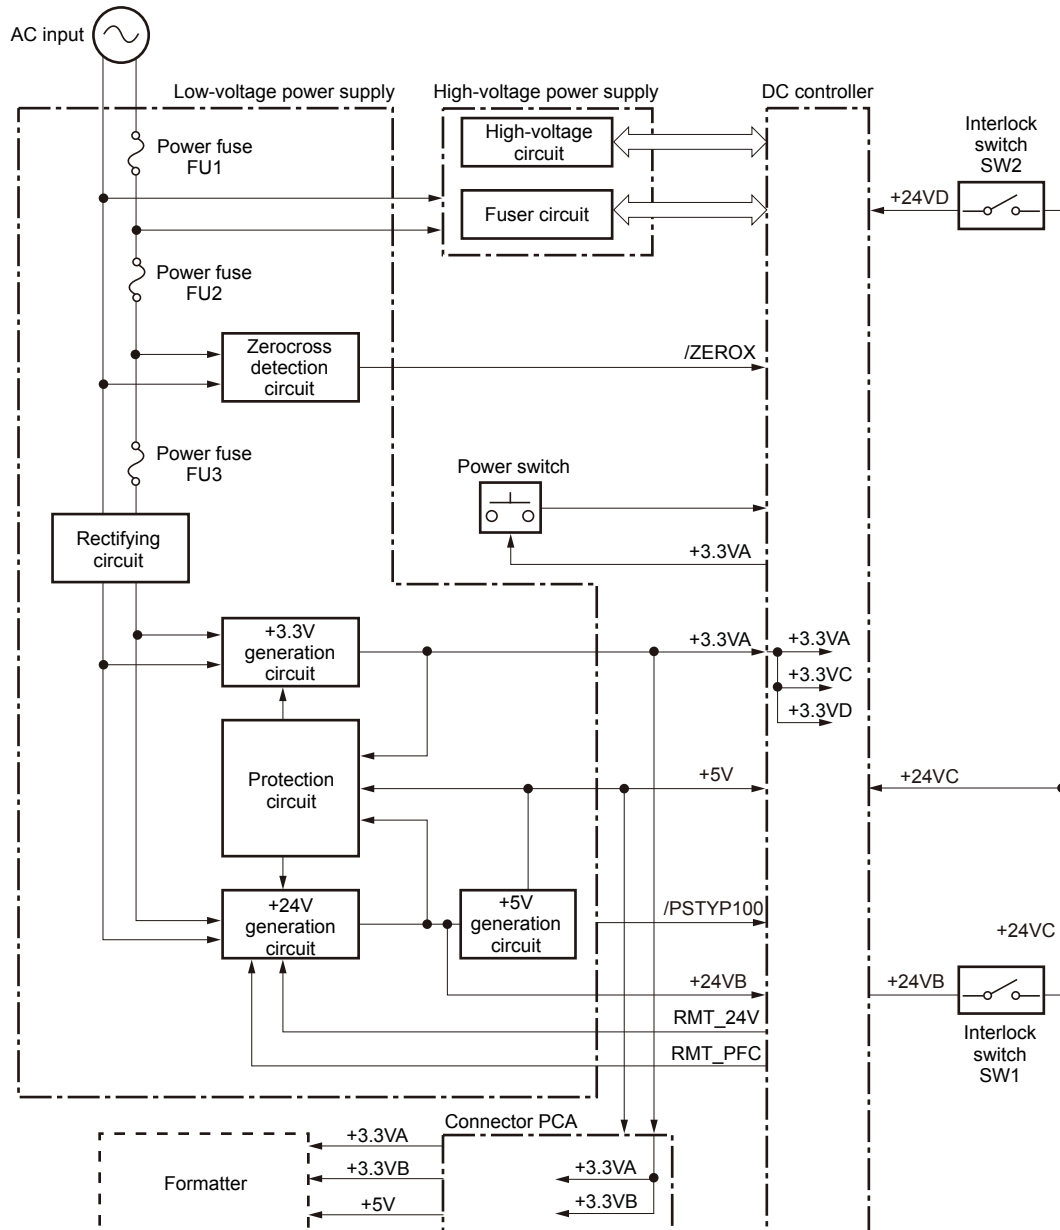 AC input
Low-voltage power supply
High-voltage power supply
DC controller
Power fuse
FU1
High-voltage
circuit
Interlock
switch
SW2
Fuser circuit
+24VD
Power fuse
FU2
Zerocross
detection
circuit
/ZEROX
Power fuse
FU3
Power switch
Rectifying
circuit
+3.3VA
+3.3V
generation
circuit
+3.3VA
+3.3VA
+3.3VC
+3.3VD
Protection
circuit
+5V
+24VC
+24V
generation
circuit
+5V
generation
circuit
/PSTYP100
+24VC
+24VB
+24VB
RMT_24V
RMT_PFC
Interlock
switch
SW1
Connector PCA
Formatter
+3.3VA
+3.3VB
+5V
+3.3VA
+3.3VB